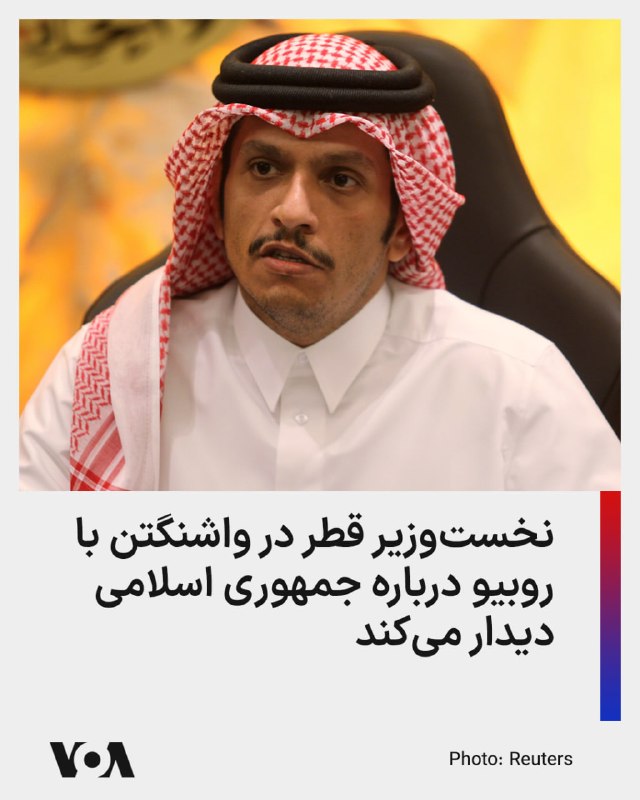 نخست‌وزیر قطر در واشنگتن با
روبیو درباره جمهوری اسلامی
دیدار می‌کند
VOA
Photo: Reuters